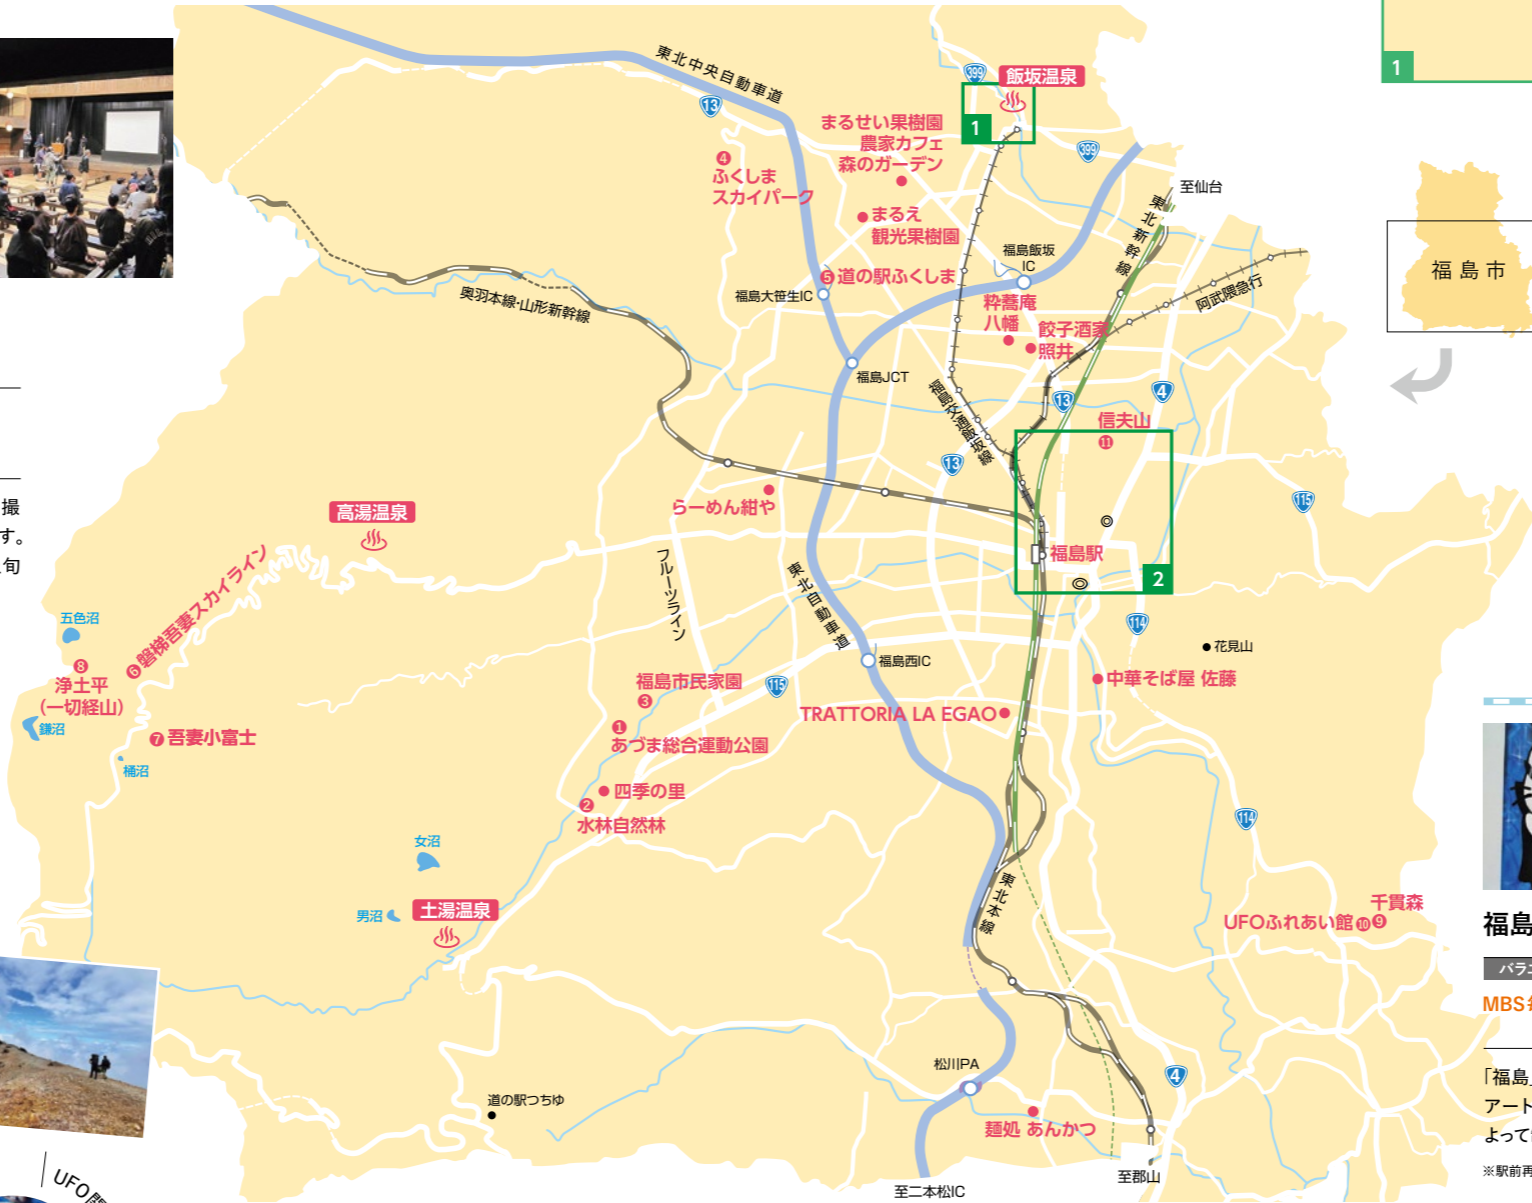 東北中央自動車道
13
399
飯坂温泉
1
1
399
まるせい果樹園
農家カフェ
森のガーデン
④
ふくしま
スカイパーク
まるえ
観光果樹園
至仙台
東北新幹線
福島飯坂
IC
⑤道の駅ふくしま
福島大笹生IC
奥羽本線・山形新幹線
阿武隈急行
粋蕎庵
八幡
餃子酒家
照井
福島市
福島JCT
福島交通飯坂線
13
4
信夫山
⑪
13
115
らーめん紺や
高湯温泉
福島駅
2
撮
す。
旬
フルーツライン
東北自動車道
⑥磐梯吾妻スカイライン
五色沼
⑧
浄土平
(一切経山)
鎌沼
⑦吾妻小富士
桶沼
114
花見山
福島西IC
115
福島市民家園
③
①
あづま総合運動公園
中華そば屋 佐藤
TRATTORIA LA EGAO
四季の里
②
水林自然林
114
女沼
男沼
土湯温泉
東北本線
千貫森
UFOふれあい館⑩⑨
福島
バラ
MBS
松川PA
4
道の駅つちゆ
麺処 あんかつ
「福島
アート
よって
※駅前再
至郡山
至二本松IC
UFO